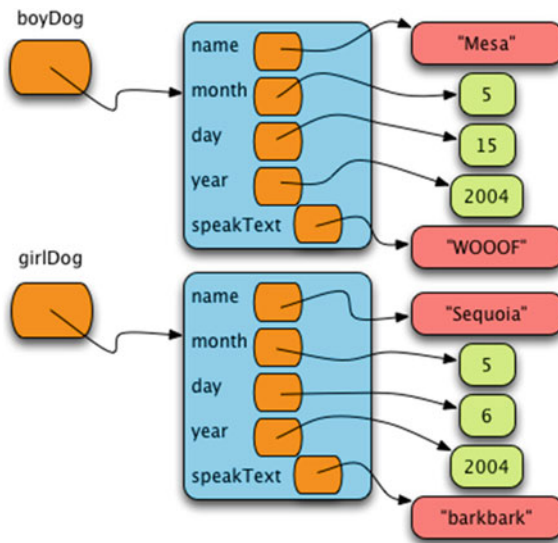 boyDog
name
"Mesa"
month
5
day
15
year
2004
speakText
"WOOOF"
girlDog
name
"Sequoia"
month
5
day
6
year
2004
speakText
"barkbark"